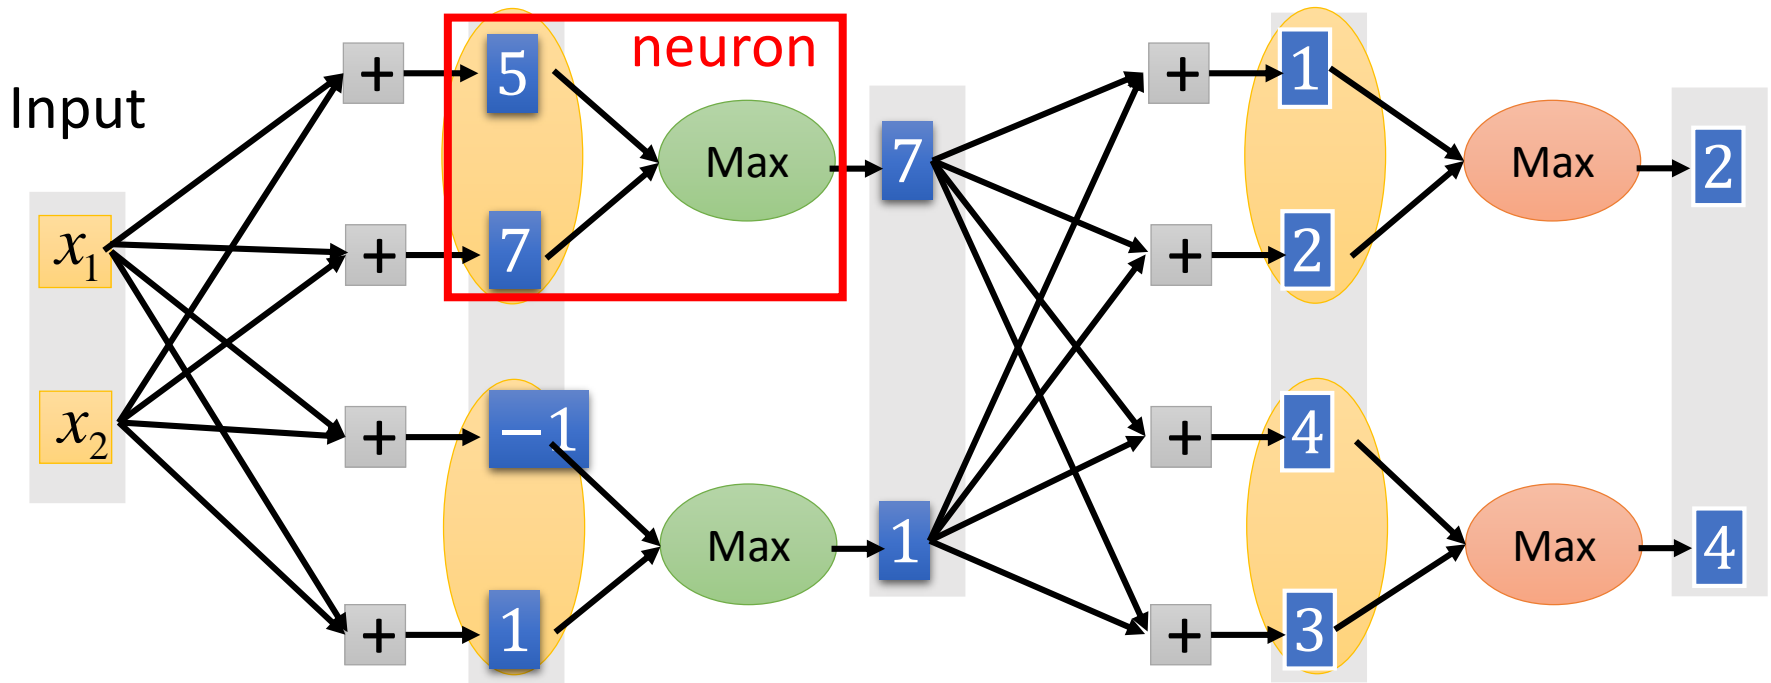 neuron
Input
+
5
Max
7
+
7
x₁
x₂
+
−1
Max
1
+
1
+
1
Max
2
+
2
+
4
Max
4
+
3